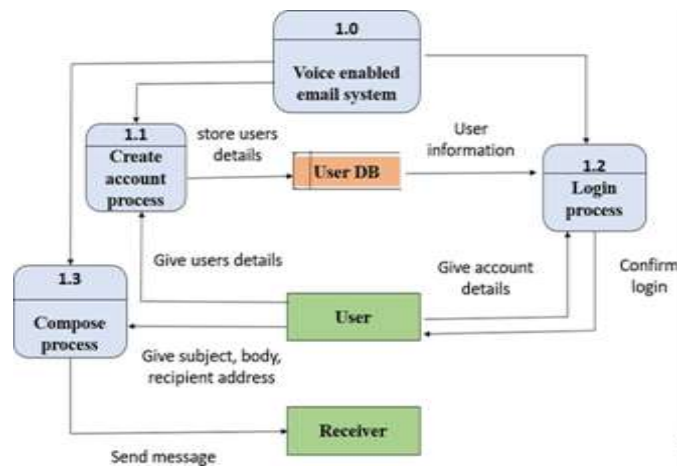 1.0
Voice enabled
email system
1.1
Create
account
process
store users
details
User DB
User
information
1.2
Login
process
Give users details
Give account
details
Confirm
login
1.3
Compose
process
User
Give subject, body,
recipient address
Receiver
Send message